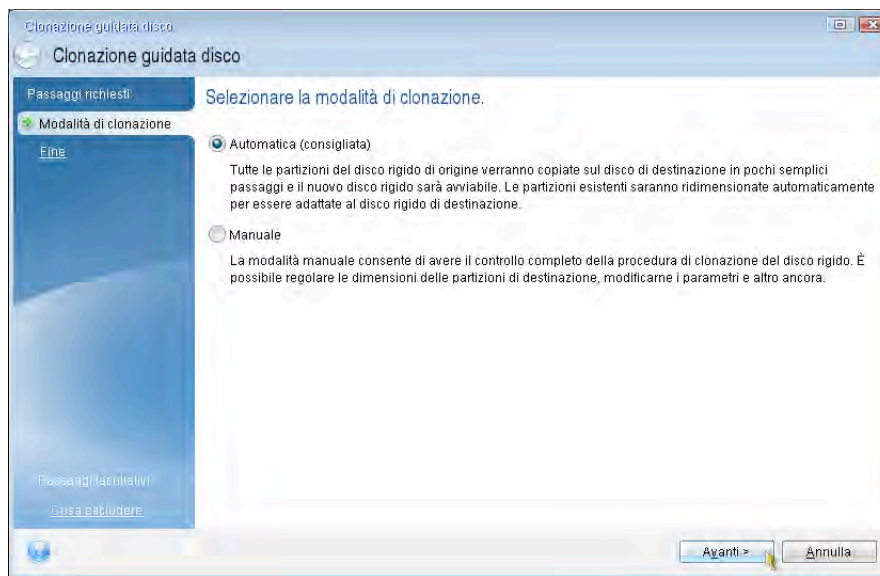 Clonazione guidata disco
Clonazione guidata disco
Passaggi richiesti:
Modalità di clonazione
Fine
Selezionare la modalità di clonazione.
Automatica (consigliata)
Tutte le partizioni del disco rigido di origine verranno copiate sul disco di destinazione in pochi semplici
passaggi e il nuovo disco rigido sarà avviabile. Le partizioni esistenti saranno ridimensionate automaticamente
per essere adattate al disco rigido di destinazione.
Manuale
La modalità manuale consente di avere il controllo completo della procedura di clonazione del disco rigido. È
possibile regolare le dimensioni delle partizioni di destinazione, modificarne i parametri e altro ancora.
Passaggi facoltativi:
Cosa escludere
Avanti >
Annulla